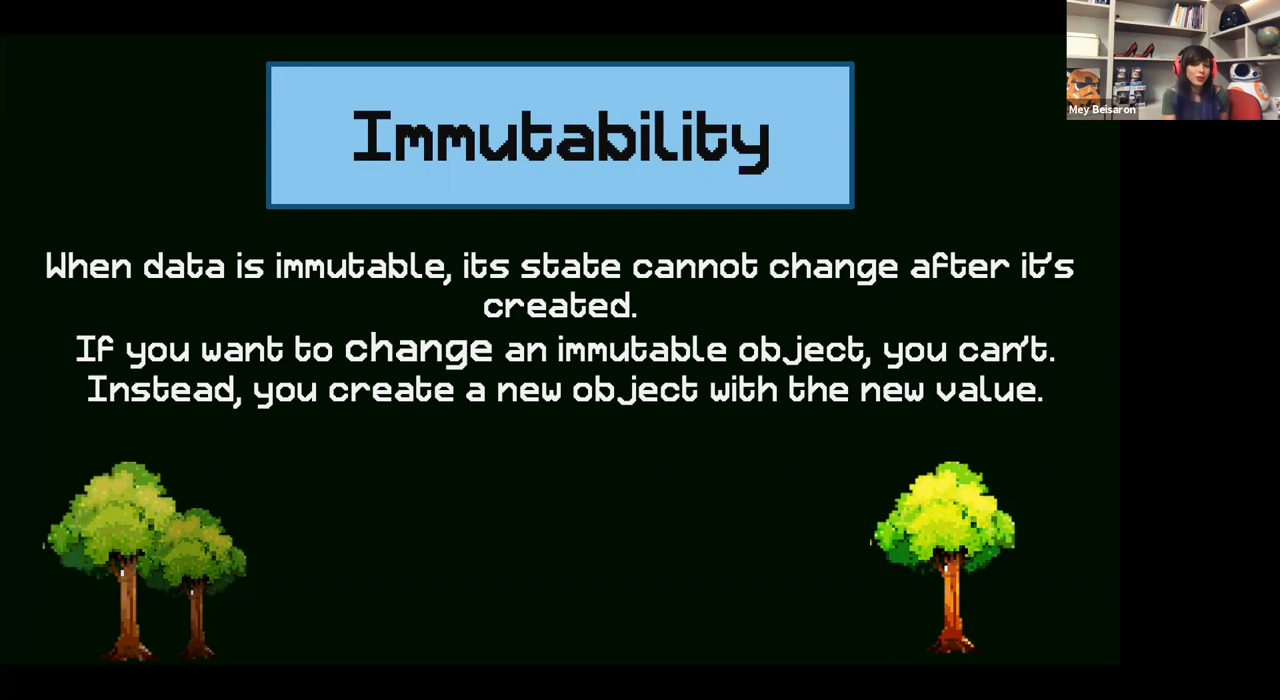 Immutability
Mey Beisaron
When data is immutable, its state cannot change after it's
created.
If you want to change an immutable object, you can't.
Instead, you create a new object with the new value.